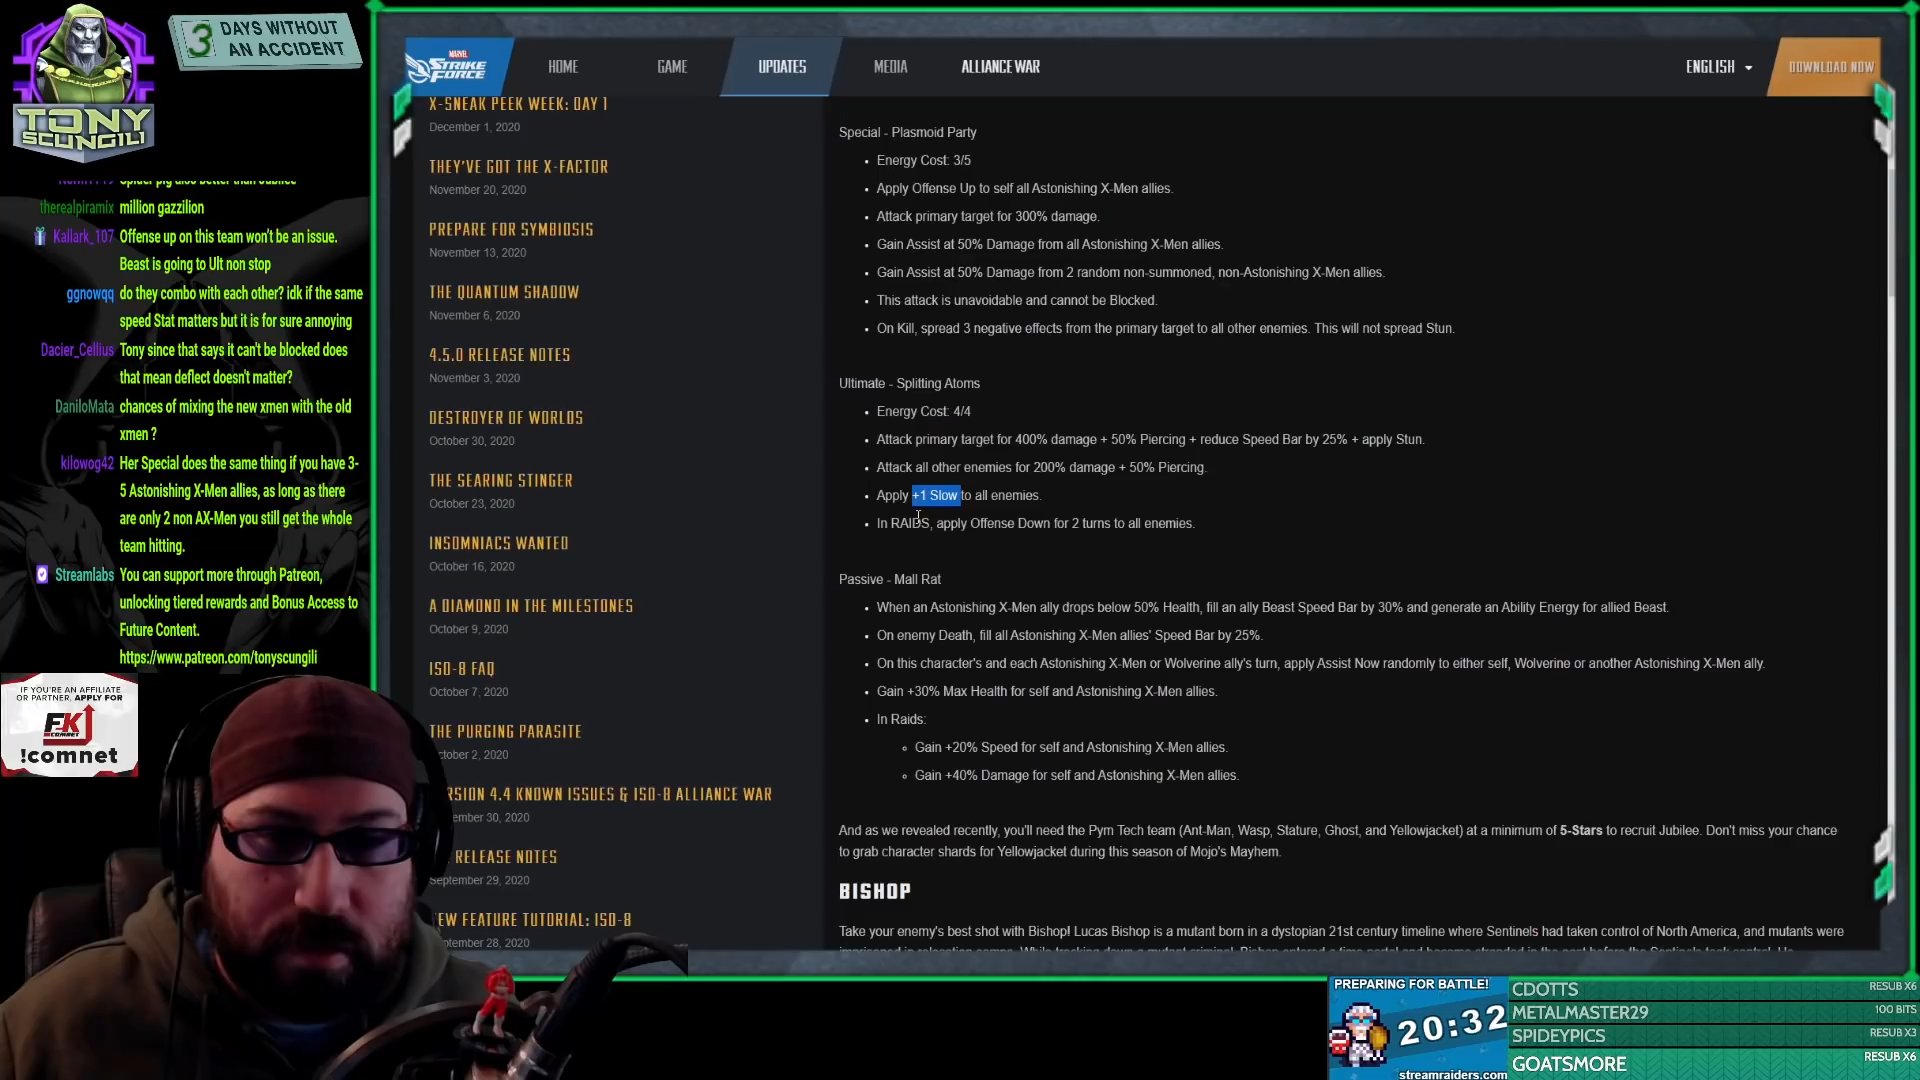 3 DAYS WITHOUT
AN ACCIDENT
TONY
SCUNGILI
MARVEL
STRIKE
FORCE
HOME
GAME
UPDATES
MEDIA
ALLIANCE WAR
ENGLISH
DOWNLOAD NOW
Spider pig also better than Jubilee
therealpiramix million gazzilion
Kallark_107 Offense up on this team won't be an issue.
Beast is going to Ult non stop
ggnowqq do they combo with each other? idk if the same
speed Stat matters but it is for sure annoying
Dacier_Cellius Tony since that says it can't be blocked does
that mean deflect doesn't matter?
DaniloMata chances of mixing the new xmen with the old
xmen ?
kilowog42 Her Special does the same thing if you have 3-
5 Astonishing X-Men allies, as long as there
are only 2 non AX-Men you still get the whole
team hitting.
Streamlabs You can support more through Patreon,
unlocking tiered rewards and Bonus Access to
Future Content.
https://www.patreon.com/tonyscungili
IF YOU'RE AN AFFILIATE
OR PARTNER, APPLY FOR
COMNET
!comnet
X-SNEAK PEEK WEEK: DAY 1
December 1, 2020
THEY'VE GOT THE X-FACTOR
November 20, 2020
PREPARE FOR SYMBIOSIS
November 13, 2020
THE QUANTUM SHADOW
November 6, 2020
4.5.0 RELEASE NOTES
November 3, 2020
DESTROYER OF WORLDS
October 30, 2020
THE SEARING STINGER
October 23, 2020
INSOMNIACS WANTED
October 16, 2020
A DIAMOND IN THE MILESTONES
October 9, 2020
ISO-8 FAQ
October 7, 2020
THE PURGING PARASITE
October 2, 2020
ERSION 4.4 KNOWN ISSUES & ISO-8 ALLIANCE WAR
ember 30, 2020
RELEASE NOTES
September 29, 2020
EW FEATURE TUTORIAL: ISO-8
ptember 28, 2020
Special - Plasmoid Party
• Energy Cost: 3/5
• Apply Offense Up to self all Astonishing X-Men allies.
• Attack primary target for 300% damage.
• Gain Assist at 50% Damage from all Astonishing X-Men allies.
• Gain Assist at 50% Damage from 2 random non-summoned, non-Astonishing X-Men allies.
• This attack is unavoidable and cannot be Blocked.
• On Kill, spread 3 negative effects from the primary target to all other enemies. This will not spread Stun.
Ultimate - Splitting Atoms
• Energy Cost: 4/4
• Attack primary target for 400% damage + 50% Piercing + reduce Speed Bar by 25% + apply Stun.
• Attack all other enemies for 200% damage + 50% Piercing.
• Apply +1 Slow to all enemies.
• In RAIDS, apply Offense Down for 2 turns to all enemies.
Passive - Mall Rat
• When an Astonishing X-Men ally drops below 50% Health, fill an ally Beast Speed Bar by 30% and generate an Ability Energy for allied Beast.
• On enemy Death, fill all Astonishing X-Men allies' Speed Bar by 25%.
• On this character's and each Astonishing X-Men or Wolverine ally's turn, apply Assist Now randomly to either self, Wolverine or another Astonishing X-Men ally.
• Gain +30% Max Health for self and Astonishing X-Men allies.
• In Raids:
◦ Gain +20% Speed for self and Astonishing X-Men allies.
◦ Gain +40% Damage for self and Astonishing X-Men allies.
And as we revealed recently, you'll need the Pym Tech team (Ant-Man, Wasp, Stature, Ghost, and Yellowjacket) at a minimum of 5-Stars to recruit Jubilee. Don't miss your chance
to grab character shards for Yellowjacket during this season of Mojo's Mayhem.
BISHOP
Take your enemy's best shot with Bishop! Lucas Bishop is a mutant born in a dystopian 21st century timeline where Sentinels had taken control of North America, and mutants were
PREPARING FOR BATTLE!
20:32
streamraiders.com
CDOTTS RESUB X6
METALMASTER29 100 BITS
SPIDEYPICS RESUB X3
GOATSMORE RESUB X6